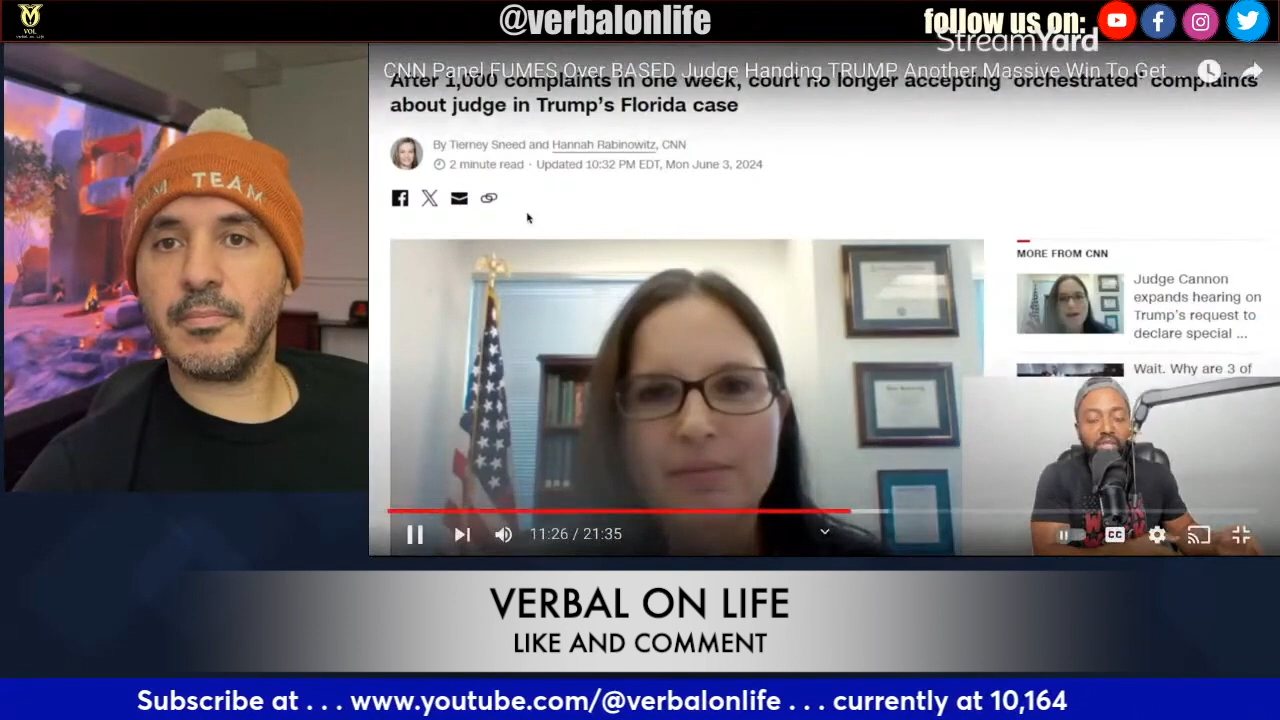 @verbalonlife
follow us on:
VOL
StreamYard
CNN Panel FUMES Over BASED Judge Handing TRUMP Another Massive Win To Get
After 1,000 complaints in one week, court no longer accepting 'orchestrated' complaints
about judge in Trump's Florida case
By Tierney Sneed and Hannah Rabinowitz, CNN
2 minute read · Updated 10:32 PM EDT, Mon June 3, 2024
TEAM
MORE FROM CNN
Judge Cannon
expands hearing on
Trump's request to
declare special ...
Wait. Why are 3 of
11:26 / 21:35
CC
VERBAL ON LIFE
LIKE AND COMMENT
Subscribe at . . . www.youtube.com/@verbalonlife . . . currently at 10,164